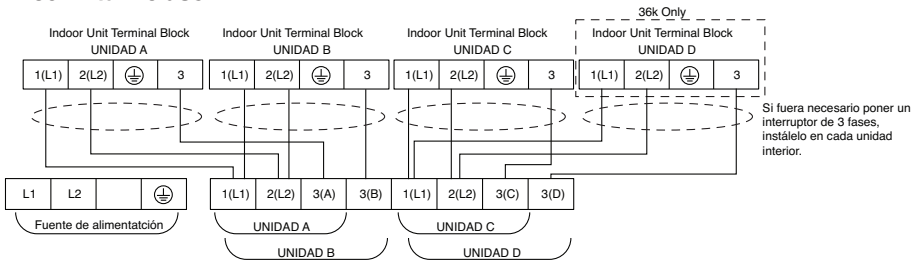 36k Only
Indoor Unit Terminal Block
UNIDAD A
Indoor Unit Terminal Block
UNIDAD B
Indoor Unit Terminal Block
UNIDAD C
Indoor Unit Terminal Block
UNIDAD D
1(L1) 2(L2) 3
1(L1) 2(L2) 3
1(L1) 2(L2) 3
1(L1) 2(L2) 3
Si fuera necesario poner un
interruptor de 3 fases,
instálelo en cada unidad
interior.
L1 L2
1(L1) 2(L2) 3(A) 3(B) 1(L1) 2(L2) 3(C) 3(D)
Fuente de alimentatción
UNIDAD A
UNIDAD C
UNIDAD B
UNIDAD D